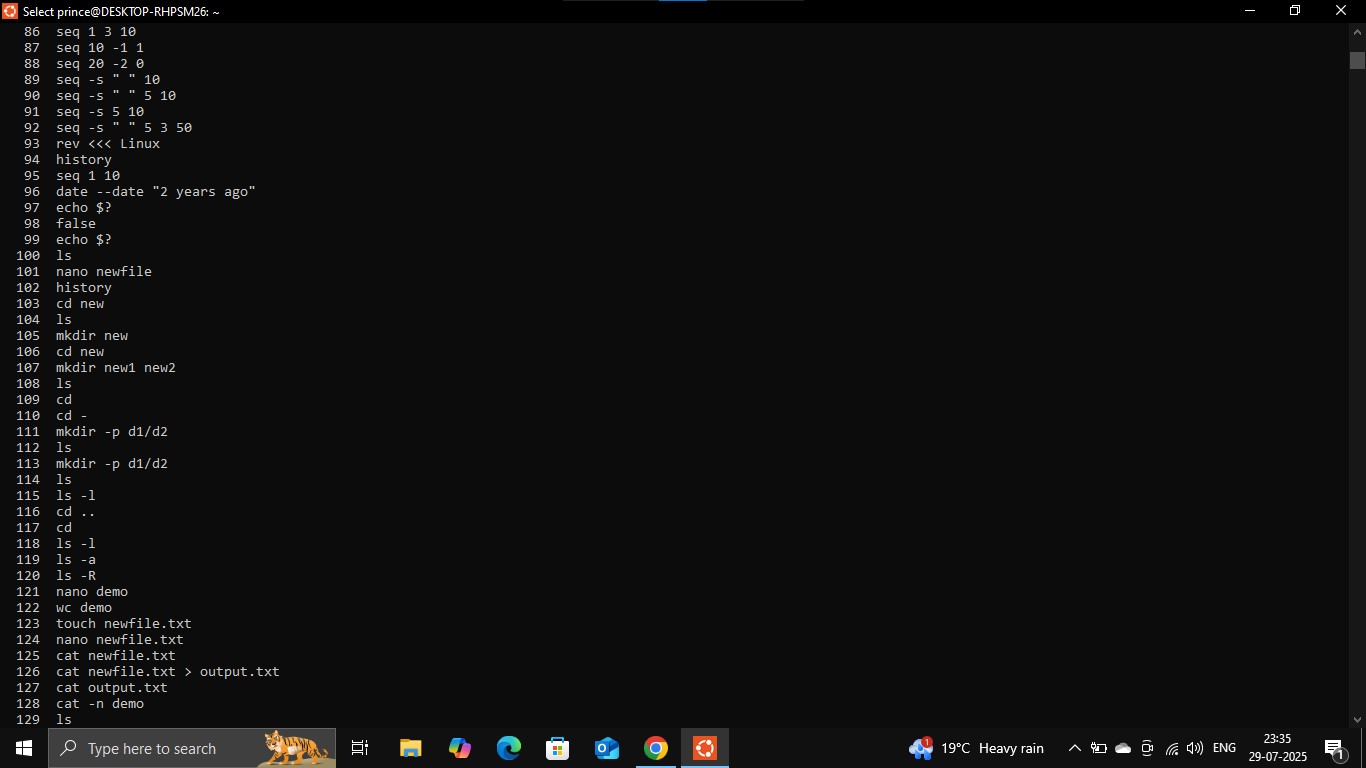 Select prince@DESKTOP-RHPSM26: ~
86 seq 1 3 10
87 seq 10 -1 1
88 seq 20 -2 0
89 seq -s " " 10
90 seq -s " " 5 10
91 seq -s 5 10
92 seq -s " " 5 3 50
93 rev <<< Linux
94 history
95 seq 1 10
96 date --date "2 years ago"
97 echo $?
98 false
99 echo $?
100 ls
101 nano newfile
102 history
103 cd new
104 ls
105 mkdir new
106 cd new
107 mkdir new1 new2
108 ls
109 cd
110 cd -
111 mkdir -p d1/d2
112 ls
113 mkdir -p d1/d2
114 ls
115 ls -l
116 cd ..
117 cd
118 ls -l
119 ls -a
120 ls -R
121 nano demo
122 wc demo
123 touch newfile.txt
124 nano newfile.txt
125 cat newfile.txt
126 cat newfile.txt > output.txt
127 cat output.txt
128 cat -n demo
129 ls
Type here to search
1
19°C Heavy rain
ENG
23:35
29-07-2025
1